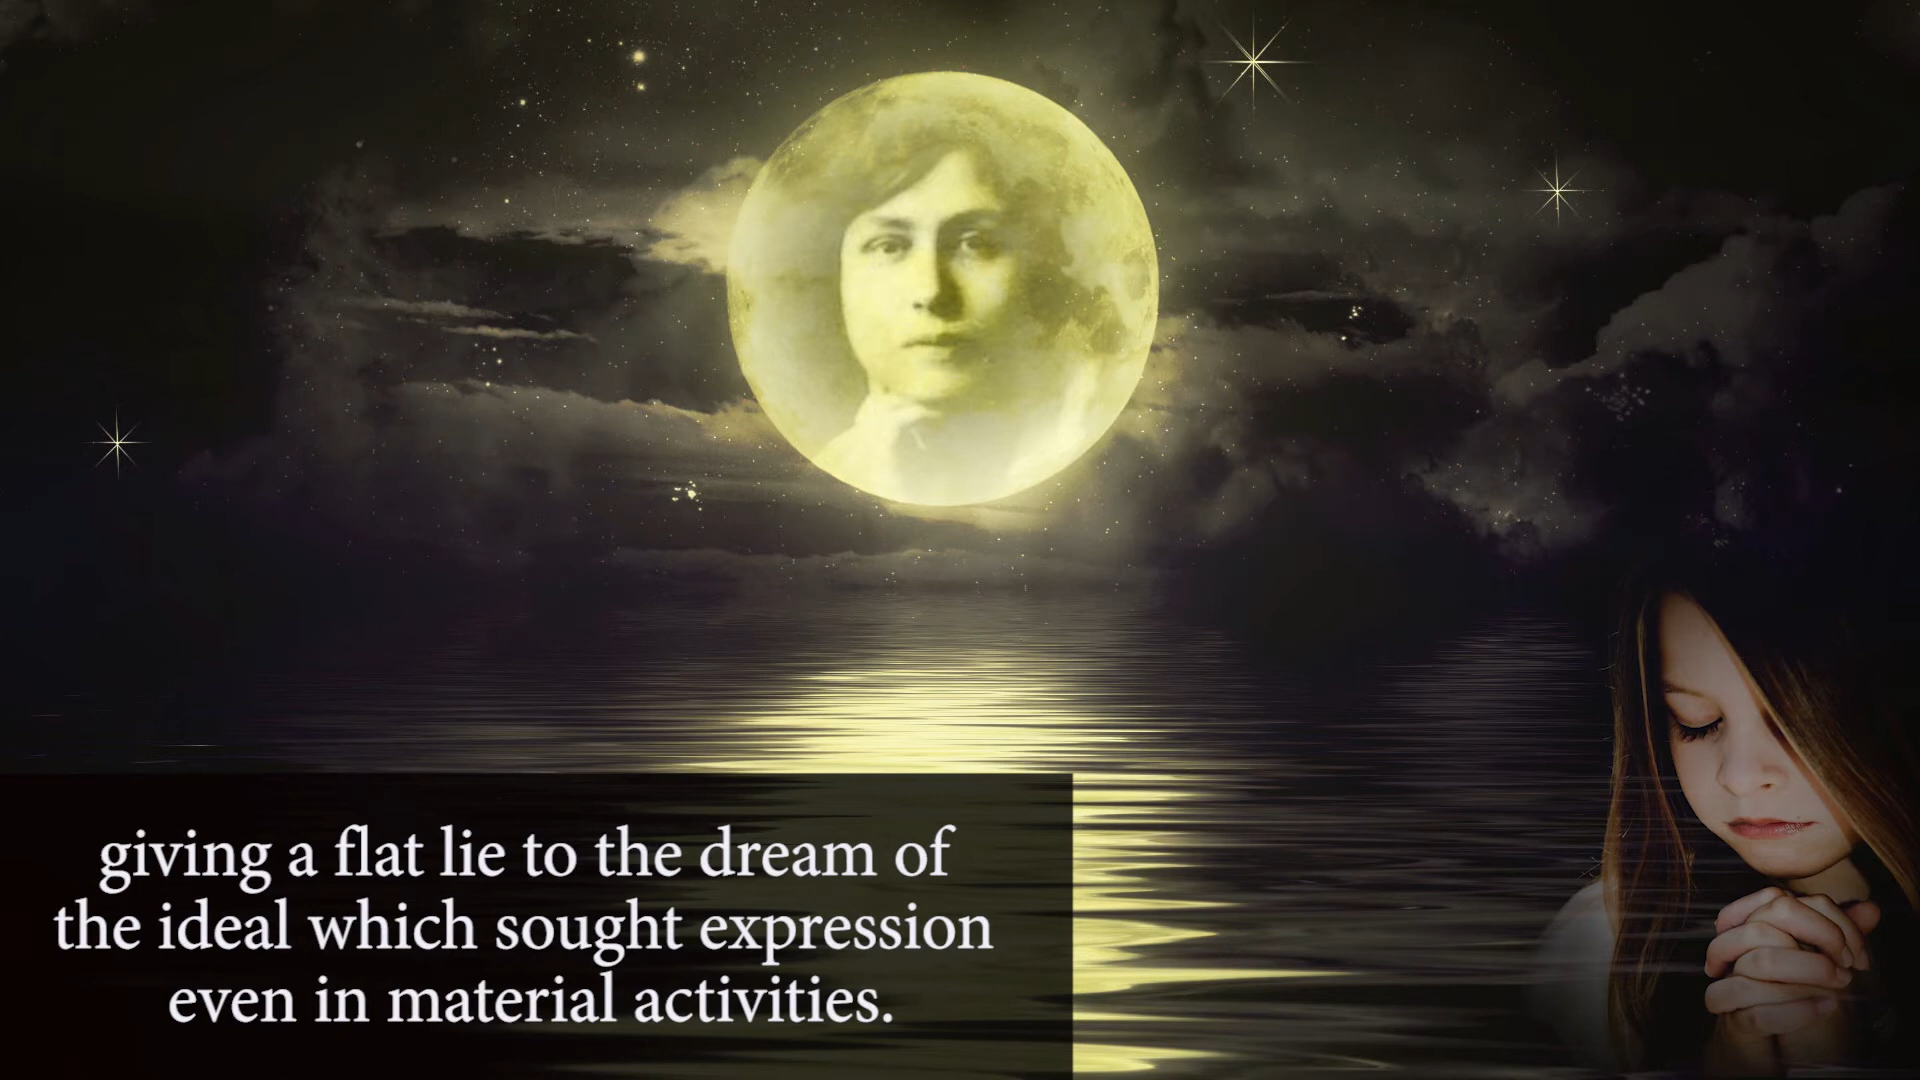 giving a flat lie to the dream of
the ideal which sought expression
even in material activities.